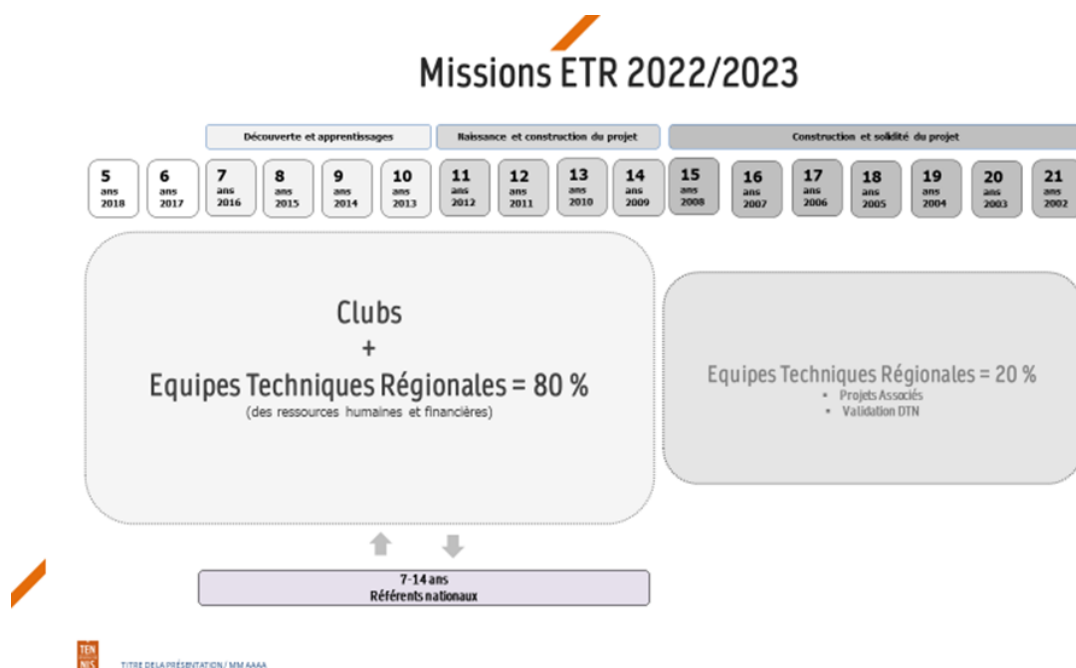 Missions ETR 2022/2023
Découverte et apprentissages
Naissance et construction du projet
Construction et solidité du projet
5
ans
2018
6
ans
2017
7
ans
2016
8
ans
2015
9
ans
2014
10
ans
2013
11
ans
2012
12
ans
2011
13
ans
2010
14
ans
2009
15
ans
2008
16
ans
2007
17
ans
2006
18
ans
2005
19
ans
2004
20
ans
2003
21
ans
2002
Clubs
+
Equipes Techniques Régionales = 80 %
(des ressources humaines et financières)
Equipes Techniques Régionales = 20 %
▪ Projets Associés
▪ Validation DTN
7-14 ans
Référents nationaux
TEN
NIS
TITRE DE LA PRÉSENTATION / MM AAAA